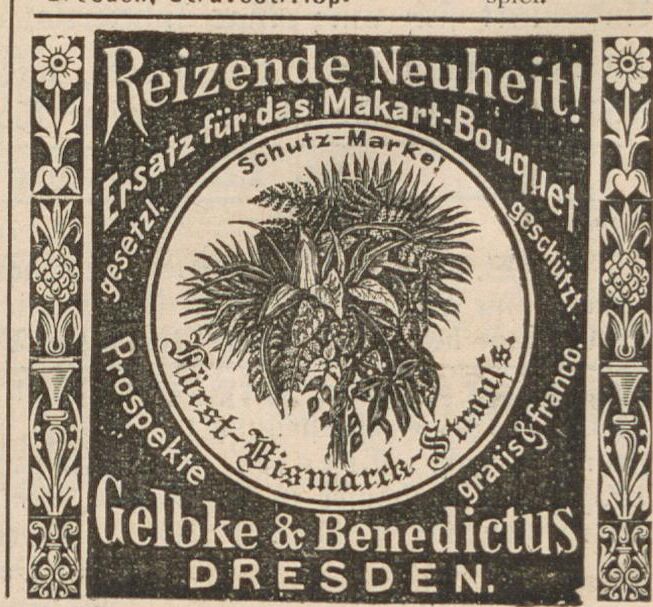 Reizende Neuheit!
Ersatz für das Makart-Bouquet
Schutz-Marke!
gesetzl. geschützt
Fürst-Bismarck-Strauſs.
Prospekte gratis & franco.
Gelbke & Benedictus
DRESDEN.